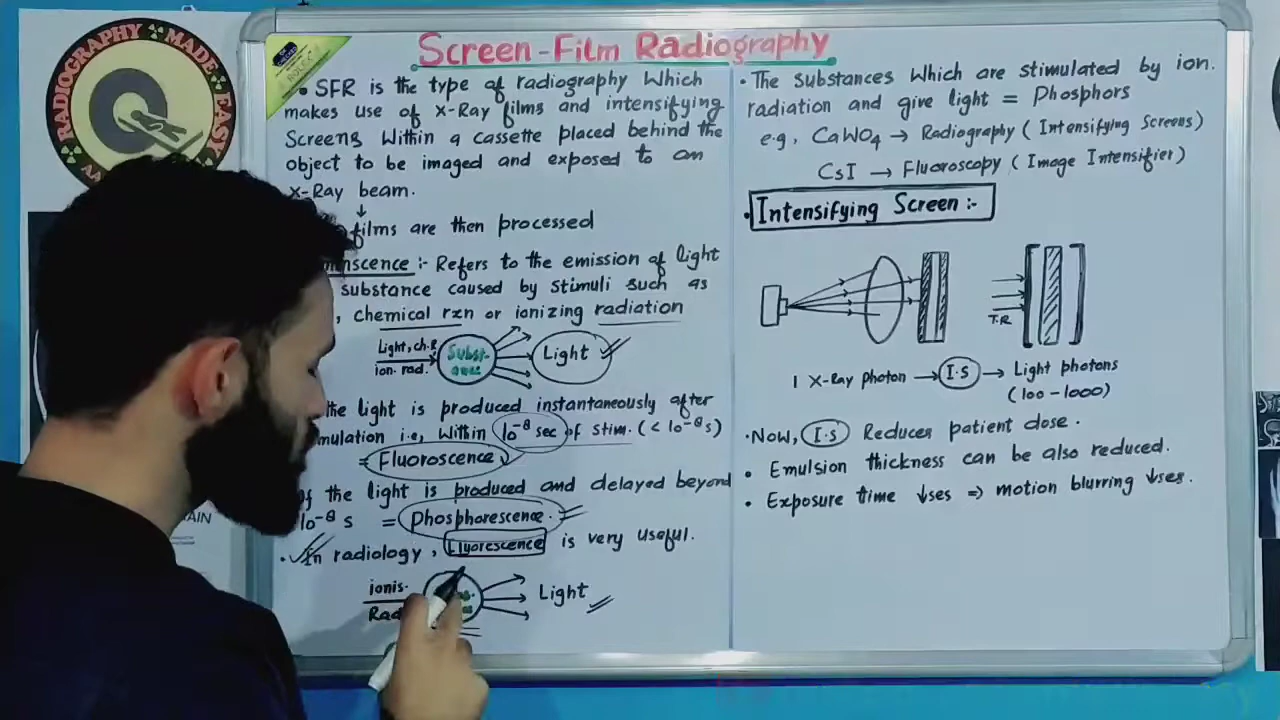 RADIOGRAPHY MADE EASY
Screen-Film Radiography
• SFR is the type of radiography which
makes use of x-Ray films and intensifying
Screens within a cassette placed behind the
object to be imaged and exposed to an
x-Ray beam.
↓
films are then processed
:- Refers to the emission of light
substance caused by stimuli such as
, chemical rxn or ionizing radiation
Light, ch.R
ion. rad.
Subst-
ance
Light
the light is produced instantaneously after
i.e, within 10⁻⁸ sec of stim. (< 10⁻⁸ s)
= Fluoroscence
the light is produced and delayed beyond
10⁻⁸ s = Phosphorescence.
• In radiology, Fluorescence is very useful.
ionis.
Rad
Light
• The substances which are stimulated by ion.
radiation and give light = Phosphors
e.g, CaWO₄ → Radiography (Intensifying Screens)
CsI → Fluoroscopy (Image Intensifier)
• Intensifying Screen :-
T.R
1 X-Ray photon → I.S → Light photons
(100-1000)
• Now, I.S Reduces patient dose.
• Emulsion thickness can be also reduced.
• Exposure time ↓ses ⇒ motion blurring ↓ses.